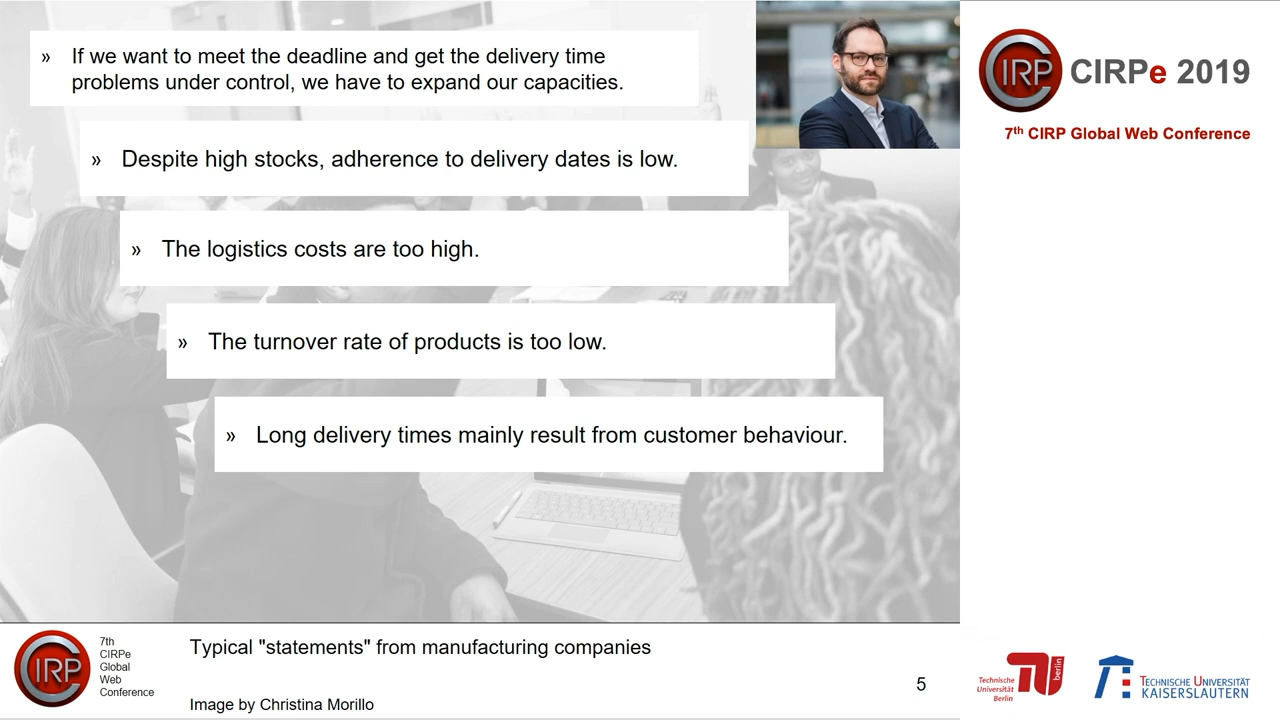 » If we want to meet the deadline and get the delivery time
problems under control, we have to expand our capacities.
» Despite high stocks, adherence to delivery dates is low.
» The logistics costs are too high.
» The turnover rate of products is too low.
» Long delivery times mainly result from customer behaviour.
CIRP
7th
CIRPe
Global
Web
Conference
Typical "statements" from manufacturing companies
Image by Christina Morillo
5
CIRP CIRPe 2019
7th CIRP Global Web Conference
Technische
Universität
Berlin
berlin
TECHNISCHE UNIVERSITÄT
KAISERSLAUTERN